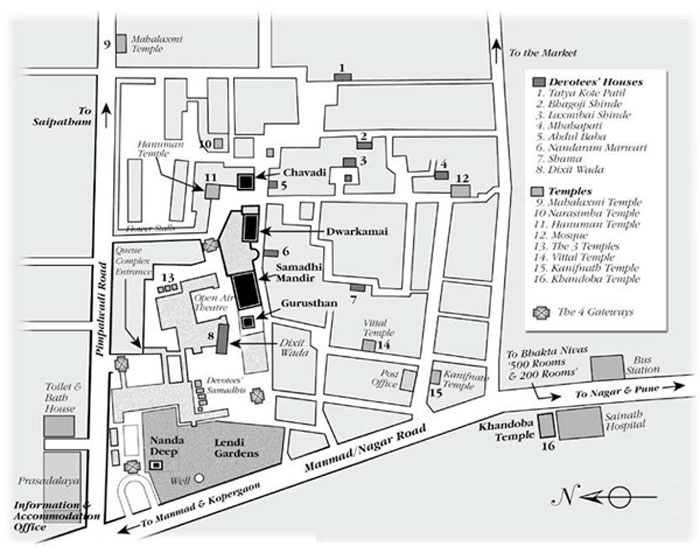 9
Mahalaxmi
Temple
To
Saipatham
1
To the Market
Devotees' Houses
1. Tatya Kote Patil
2. Bhagoji Shinde
3. Laxmibai Shinde
4. Mhalsapati
5. Abdul Baba
6. Nandaram Marwari
7. Shama
8. Dixit Wada
Temples
9. Mahalaxmi Temple
10 Narasimha Temple
11. Hanuman Temple
12. Mosque
13. The 3 Temples
14. Vittal Temple
15. Kanifnath Temple
16. Khandoba Temple
The 4 Gateways
Hanuman
Temple
10
2
3
4
12
11
Chavadi
5
Flower Stalls
Dwarkamai
Queue
Complex
Entrance
6
Samadhi
Mandir
13
Open Air
Theatre
Gurusthan
7
Pimpalwadi Road
8
Dixit
Wada
Vittal
Temple
14
Toilet &
Bath
House
Devotees'
Samadhis
Post
Office
Kanifnate
Temple
15
To Bhakta Nivas
'500 Rooms
& 200 Rooms'
Bus
Station
To Nagar & Pune
Khandoba
Temple
16
Sainath
Hospital
Nanda
Deep
Lendi
Gardens
Well
Manmad/Nagar Road
Prasadalaya
Information &
Accommodation
Office
To Manmad & Kopergaon
N